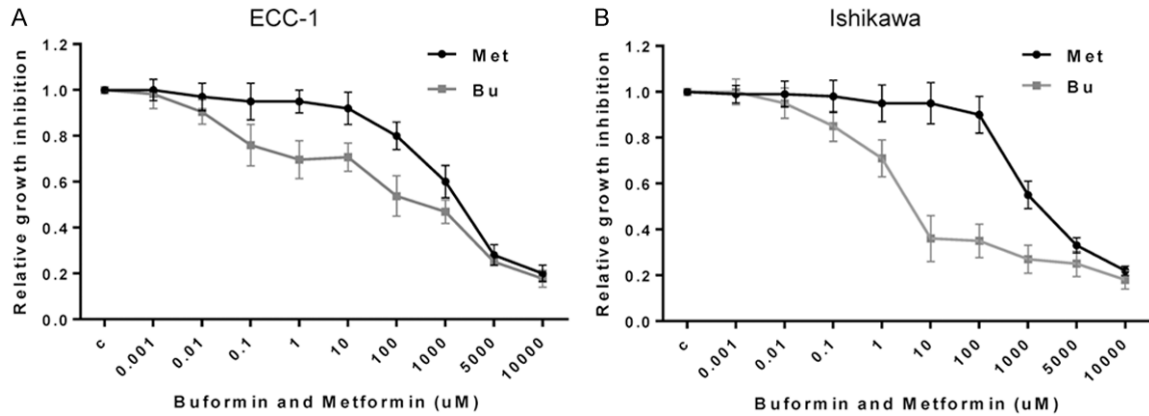 A
ECC-1
Relative growth inhibition
1.2
1.0
0.8
0.6
0.4
0.2
0.0
Met
Bu
c
0.001
0.01
0.1
1
10
100
1000
5000
10000
Buformin and Metformin (uM)
B
Ishikawa
Relative growth inhibition
1.2
1.0
0.8
0.6
0.4
0.2
0.0
Met
Bu
c
0.001
0.01
0.1
1
10
100
1000
5000
10000
Buformin and Metformin (uM)